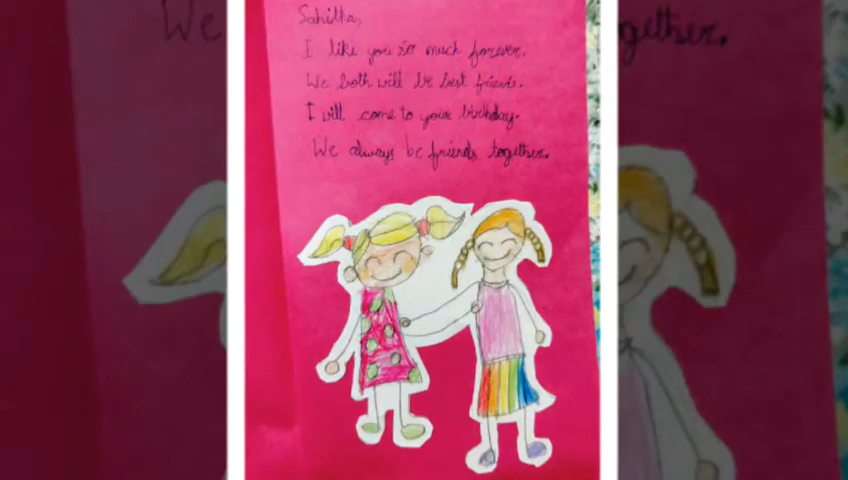 Sahitha,
I like you so much forever.
We both will be best friends.
I will come to your birthday.
We always be friends together.